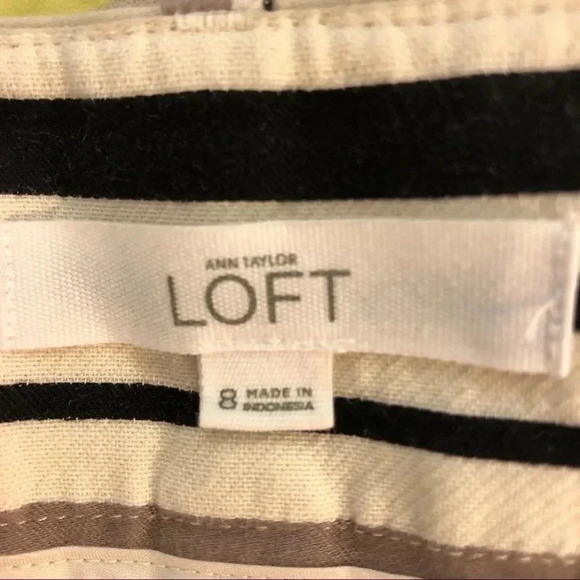 ANN TAYLOR
LOFT
8 MADE IN
INDONESIA